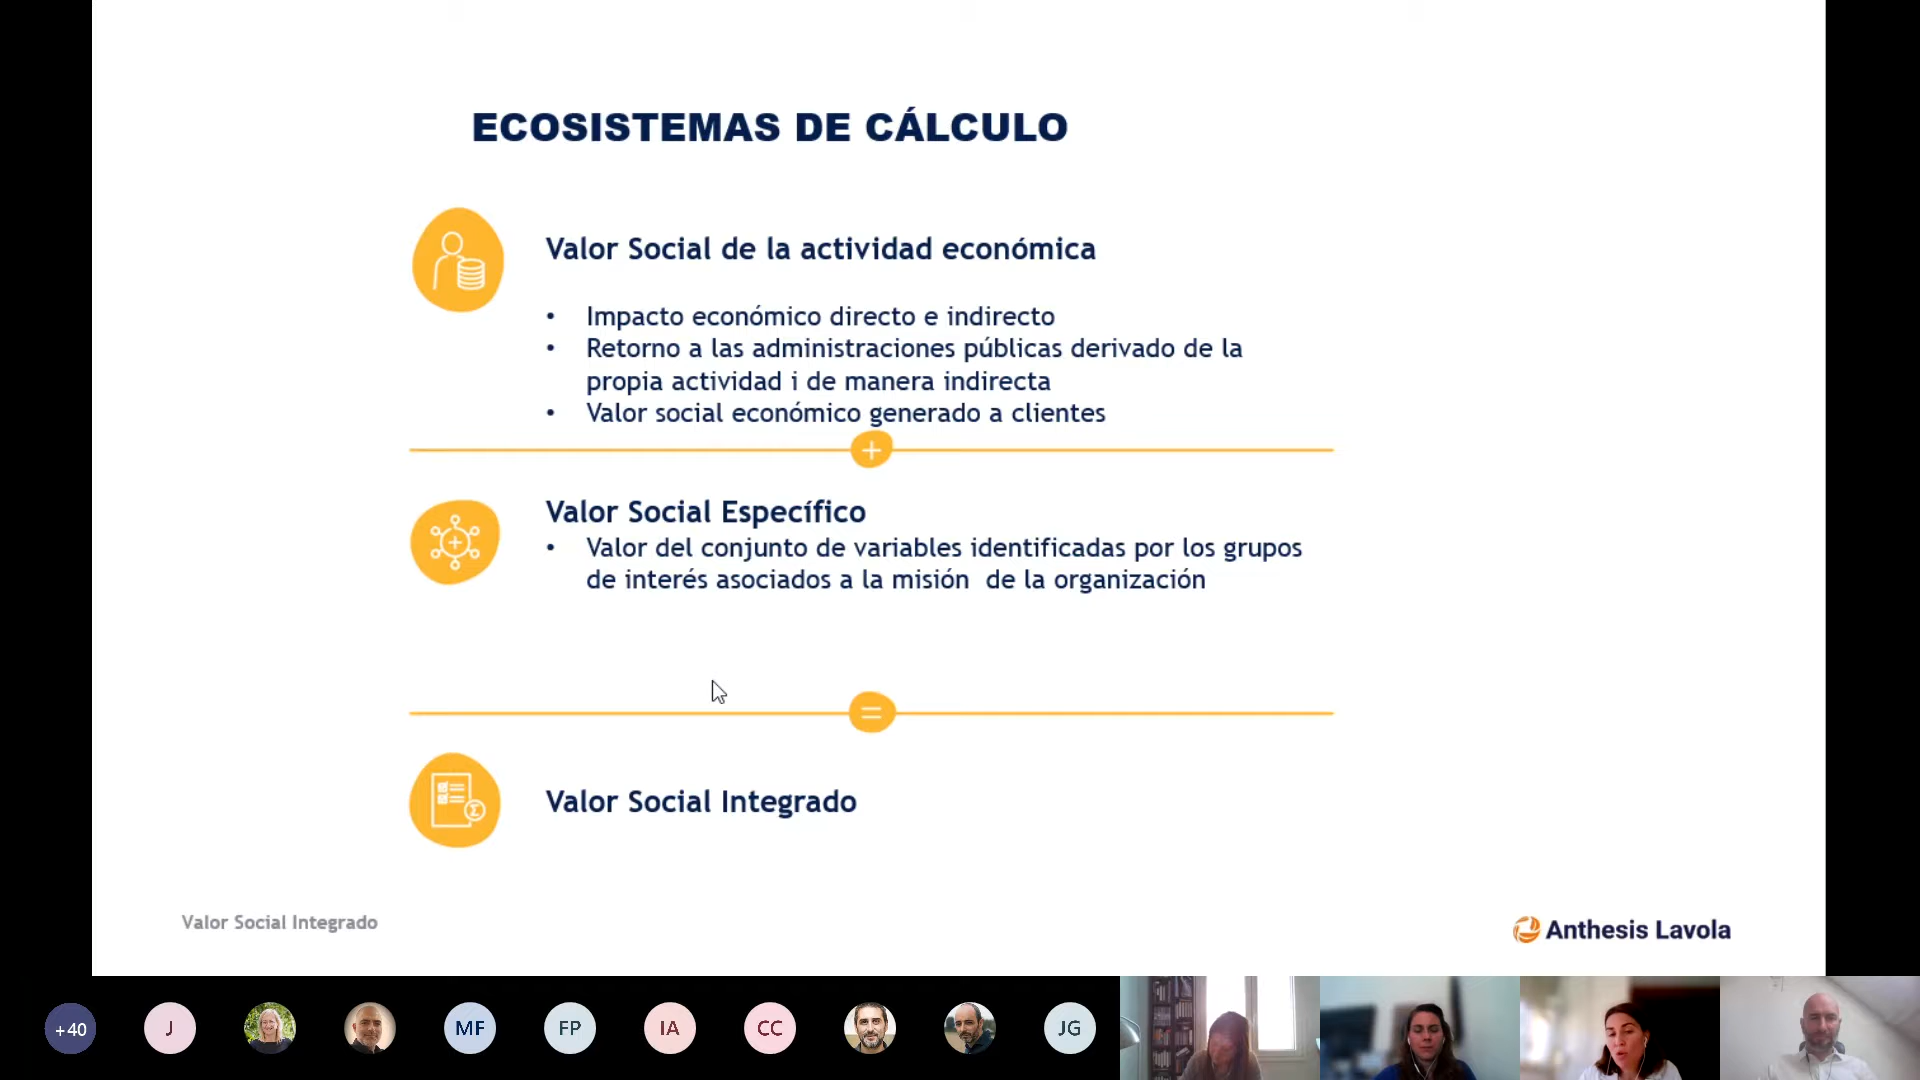 ECOSISTEMAS DE CÁLCULO
Valor Social de la actividad económica
• Impacto económico directo e indirecto
• Retorno a las administraciones públicas derivado de la
propia actividad i de manera indirecta
• Valor social económico generado a clientes
+
Valor Social Específico
• Valor del conjunto de variables identificadas por los grupos
de interés asociados a la misión  de la organización
=
Valor Social Integrado
Valor Social Integrado
Anthesis Lavola
+40
J
MF
FP
IA
CC
JG